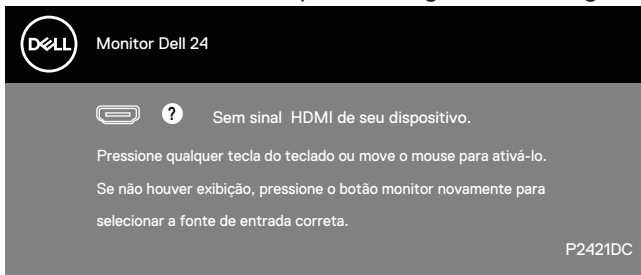 DELL
Monitor Dell 24
? Sem sinal HDMI de seu dispositivo.
Pressione qualquer tecla do teclado ou move o mouse para ativá-lo.
Se não houver exibição, pressione o botão monitor novamente para
selecionar a fonte de entrada correta.
P2421DC